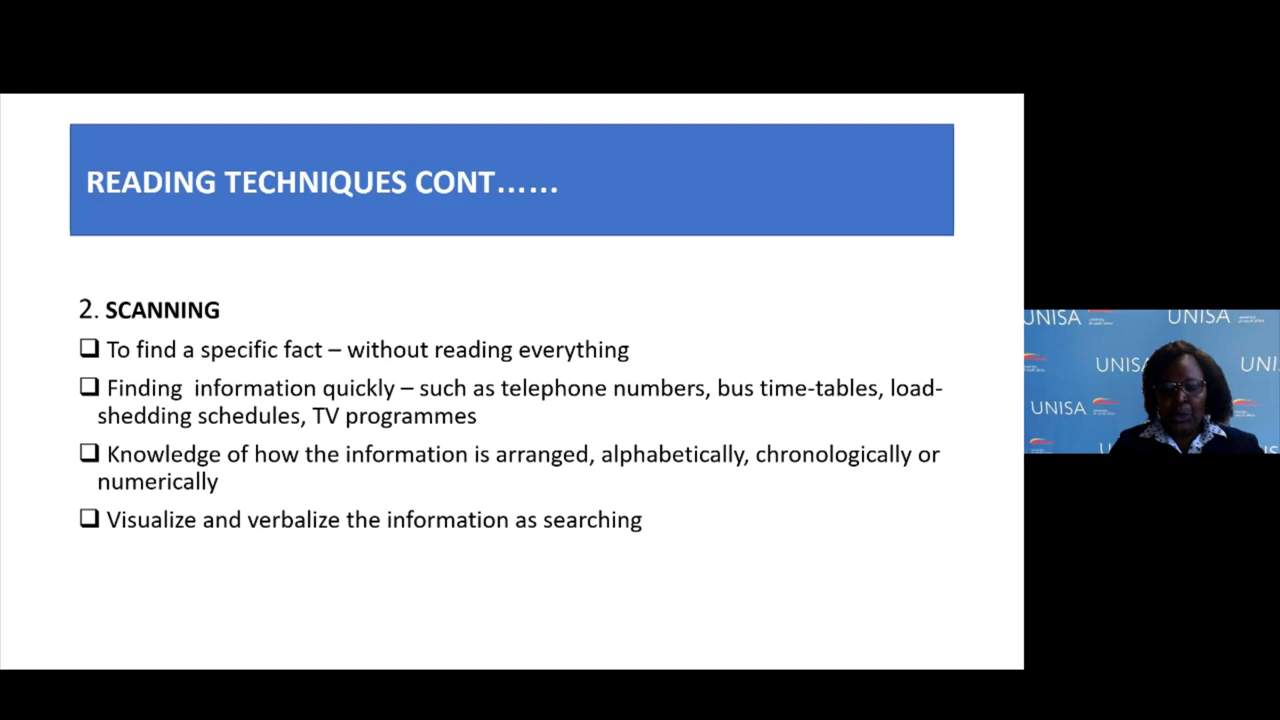 READING TECHNIQUES CONT……
2. SCANNING
❑ To find a specific fact – without reading everything
❑ Finding  information quickly – such as telephone numbers, bus time-tables, load-
shedding schedules, TV programmes
❑ Knowledge of how the information is arranged, alphabetically, chronologically or
numerically
❑ Visualize and verbalize the information as searching
UNISA
UNISA
UNISA
UNI
UNISA